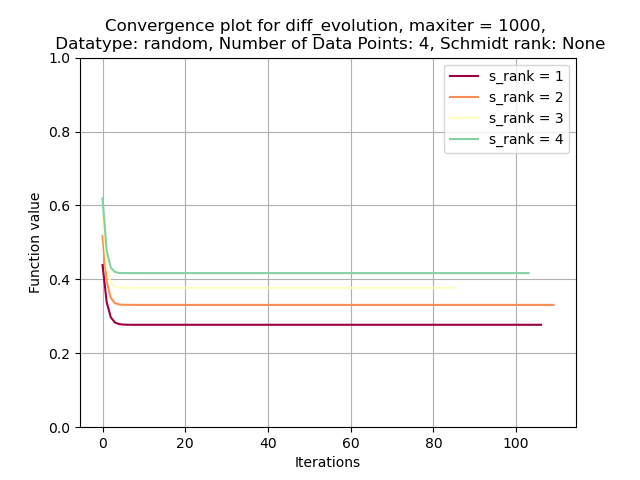 Convergence plot for diff_evolution, maxiter = 1000,
Datatype: random, Number of Data Points: 4, Schmidt rank: None
1.0
0.8
0.6
0.4
0.2
0.0
Function value
s_rank = 1
s_rank = 2
s_rank = 3
s_rank = 4
0 20 40 60 80 100
Iterations